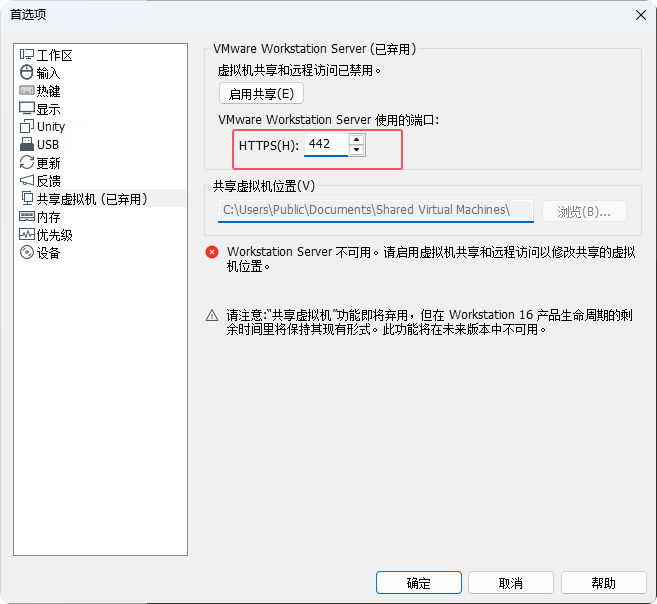 首选项
工作区
输入
热键
显示
Unity
USB
更新
反馈
共享虚拟机 (已弃用)
内存
优先级
设备
VMware Workstation Server (已弃用)
虚拟机共享和远程访问已禁用。
启用共享(E)
VMware Workstation Server 使用的端口:
HTTPS(H): 442
共享虚拟机位置(V)
C:\Users\Public\Documents\Shared Virtual Machines\
浏览(B)...
Workstation Server 不可用。请启用虚拟机共享和远程访问以修改共享的虚拟
机位置。
请注意:“共享虚拟机”功能即将弃用，但在 Workstation 16 产品生命周期的剩
余时间里将保持其现有形式。此功能将在未来版本中不可用。
确定
取消
帮助